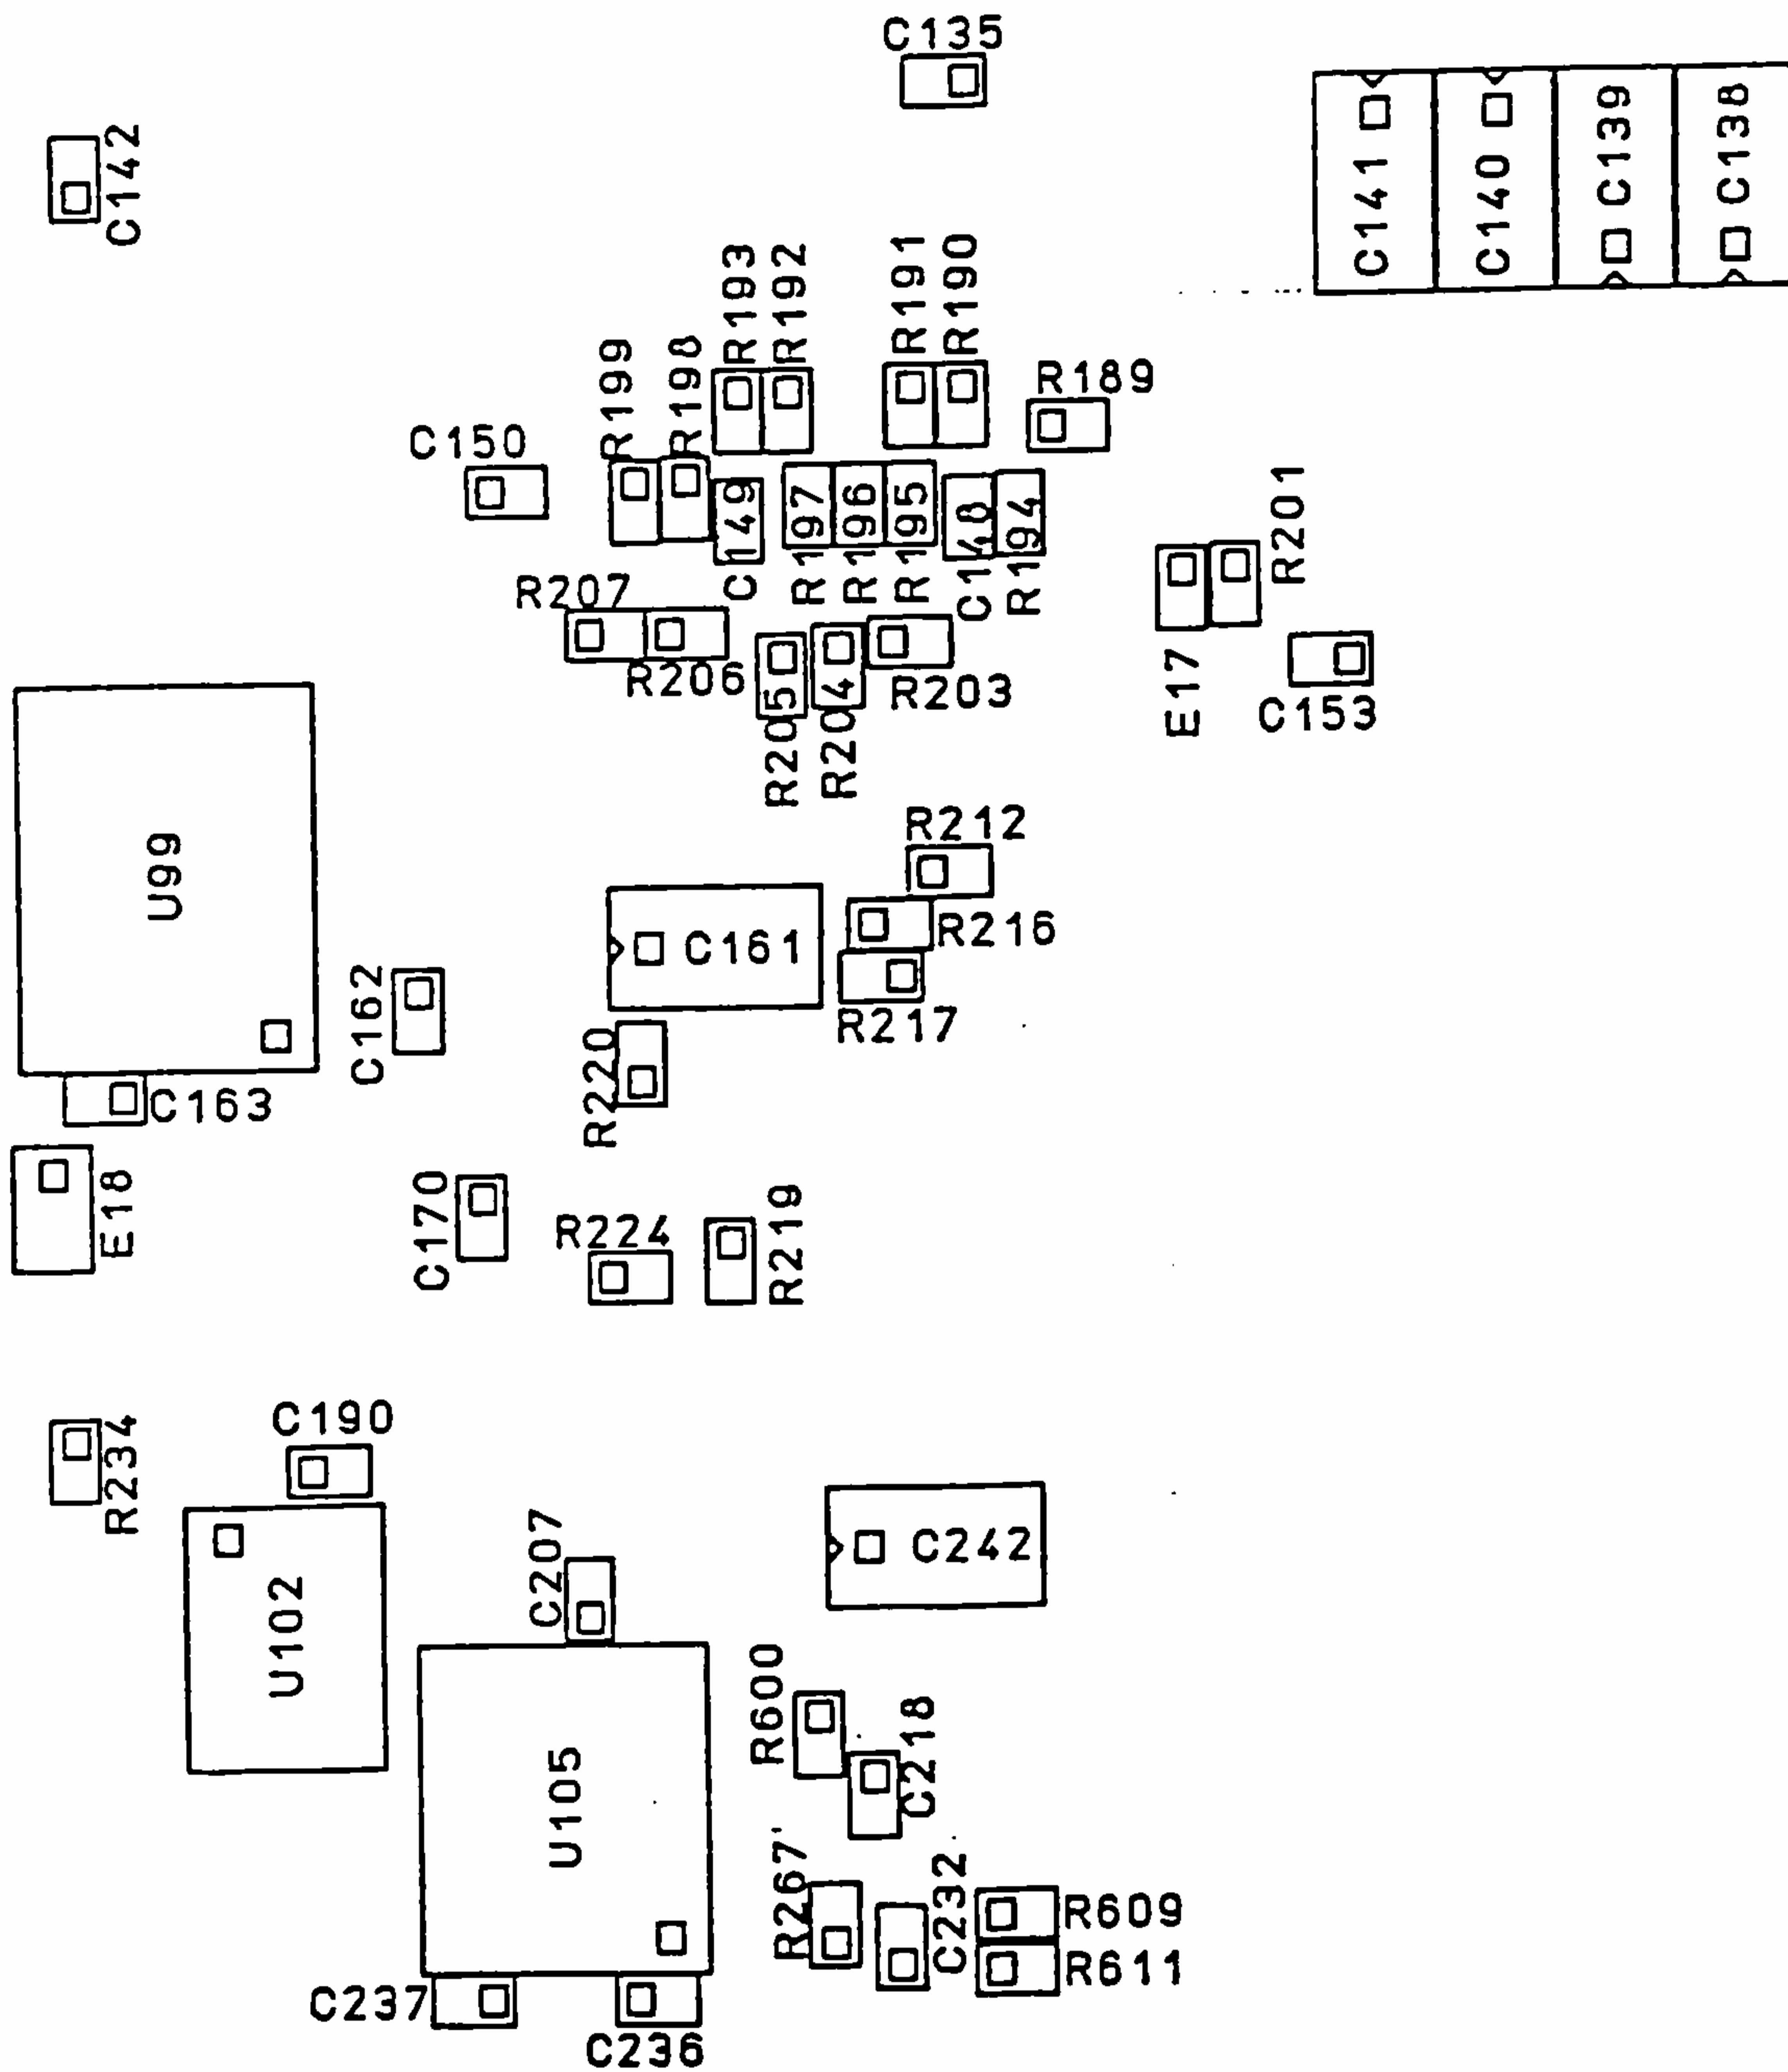 C135
C142
C141
C140
C139
C138
R193
R192
R191
R190
R199
R198
R189
C150
C149
R197
R196
R195
C148
R194
R201
R207
R206
R205
R204
R203
E17
C153
U99
R212
C161
R216
C162
R217
R220
C163
E18
C170
R224
R219
C190
R234
C207
C242
U102
R600
C218
U105
R267
C232
R609
R611
C237
C236